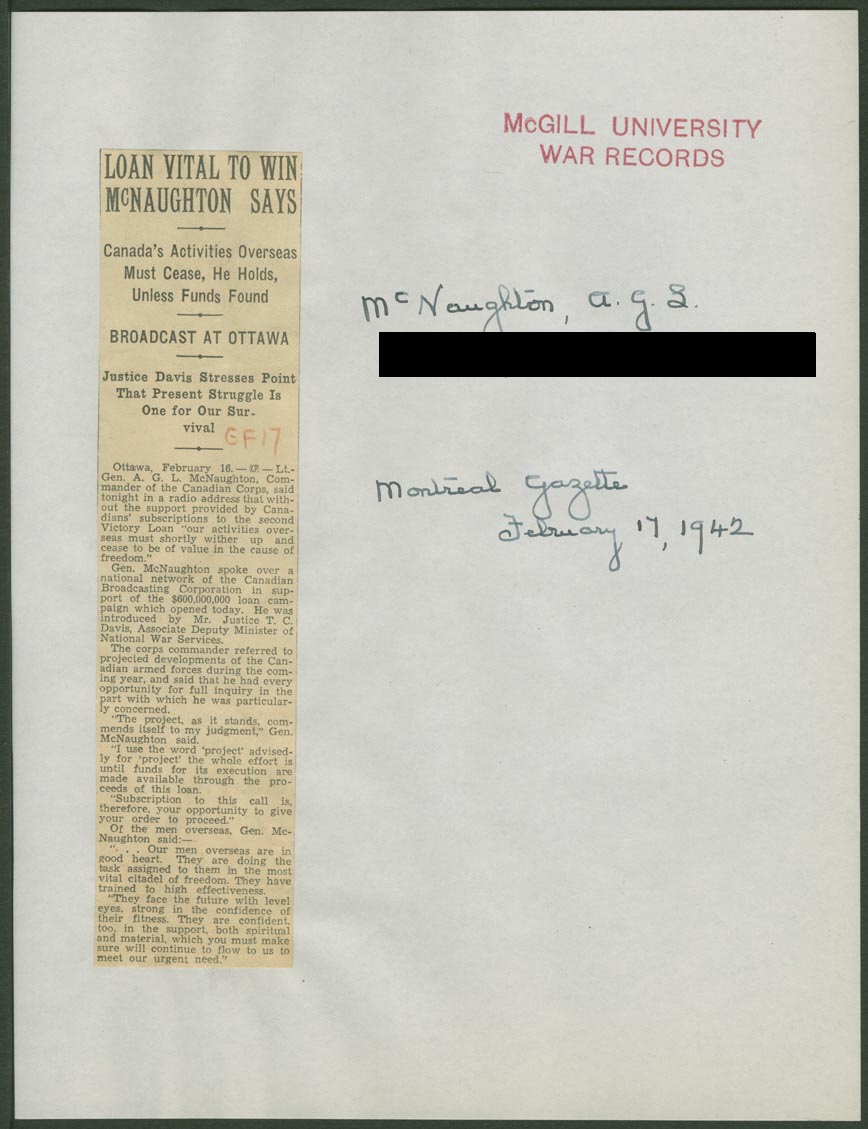 McGILL UNIVERSITY
WAR RECORDS
LOAN VITAL TO WIN
McNAUGHTON SAYS
Canada's Activities Overseas
Must Cease, He Holds,
Unless Funds Found
BROADCAST AT OTTAWA
Justice Davis Stresses Point
That Present Struggle Is
One for Our Sur-
vival
GF17
Ottawa, February 16.—CP—Lt.-
Gen. A. G. L. McNaughton, Com-
mander of the Canadian Corps, said
tonight in a radio address that with-
out the support provided by Cana-
dians' subscriptions to the second
Victory Loan "our activities over-
seas must shortly wither up and
cease to be of value in the cause of
freedom."
Gen. McNaughton spoke over a
national network of the Canadian
Broadcasting Corporation in sup-
port of the $600,000,000 loan cam-
paign which opened today. He was
introduced by Mr. Justice T. C.
Davis, Associate Deputy Minister of
National War Services.
The corps commander referred to
projected developments of the Can-
adian armed forces during the com-
ing year, and said that he had every
opportunity for full inquiry in the
part with which he was particular-
ly concerned.
"The project, as it stands, com-
mends itself to my judgment," Gen.
McNaughton said.
"I use the word 'project' advised-
ly for 'project' the whole effort is
until funds for its execution are
made available through the pro-
ceeds of this loan.
"Subscription to this call is,
therefore, your opportunity to give
your order to proceed."
Of the men overseas, Gen. Mc-
Naughton said:—
". . . Our men overseas are in
good heart. They are doing the
task assigned to them in the most
vital citadel of freedom. They have
trained to high effectiveness.
"They face the future with level
eyes, strong in the confidence of
their fitness. They are confident,
too, in the support, both spiritual
and material, which you must make
sure will continue to flow to us to
meet our urgent need."
McNaughton, A. G. L.
Montreal Gazette
February 17, 1942